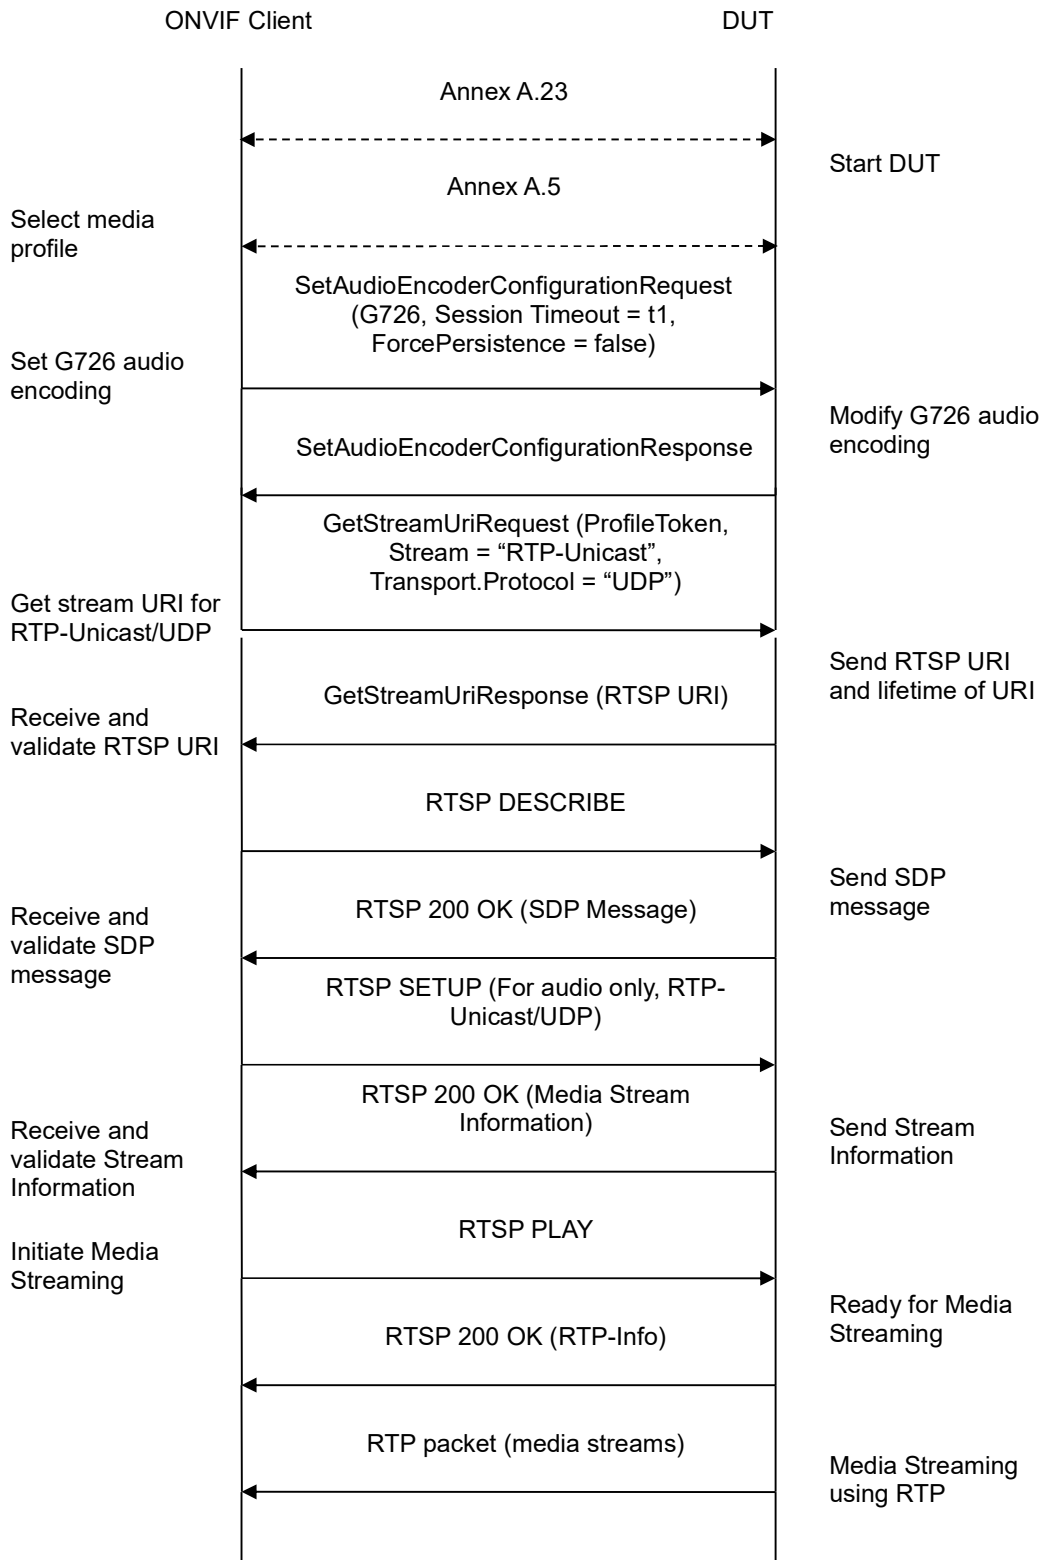 ONVIF Client
DUT
Annex A.23
Start DUT
Annex A.5
Select media
profile
SetAudioEncoderConfigurationRequest
(G726, Session Timeout = t1,
ForcePersistence = false)
Set G726 audio
encoding
Modify G726 audio
encoding
SetAudioEncoderConfigurationResponse
GetStreamUriRequest (ProfileToken,
Stream = “RTP-Unicast”,
Transport.Protocol = “UDP”)
Get stream URI for
RTP-Unicast/UDP
Send RTSP URI
and lifetime of URI
GetStreamUriResponse (RTSP URI)
Receive and
validate RTSP URI
RTSP DESCRIBE
Send SDP
message
RTSP 200 OK (SDP Message)
Receive and
validate SDP
message
RTSP SETUP (For audio only, RTP-
Unicast/UDP)
RTSP 200 OK (Media Stream
Information)
Send Stream
Information
Receive and
validate Stream
Information
RTSP PLAY
Initiate Media
Streaming
Ready for Media
Streaming
RTSP 200 OK (RTP-Info)
RTP packet (media streams)
Media Streaming
using RTP